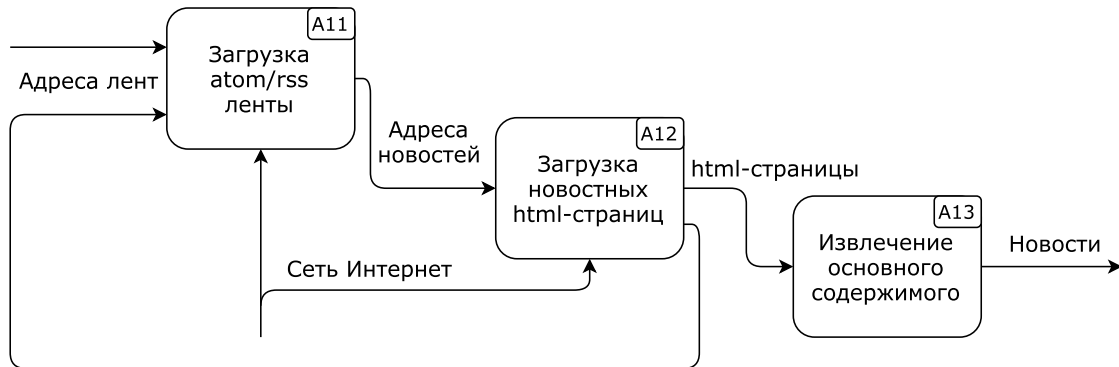 A11
Загрузка
atom/rss
ленты
Адреса лент
Адреса
новостей
A12
Загрузка
новостных
html-страниц
html-страницы
A13
Извлечение
основного
содержимого
Новости
Сеть Интернет